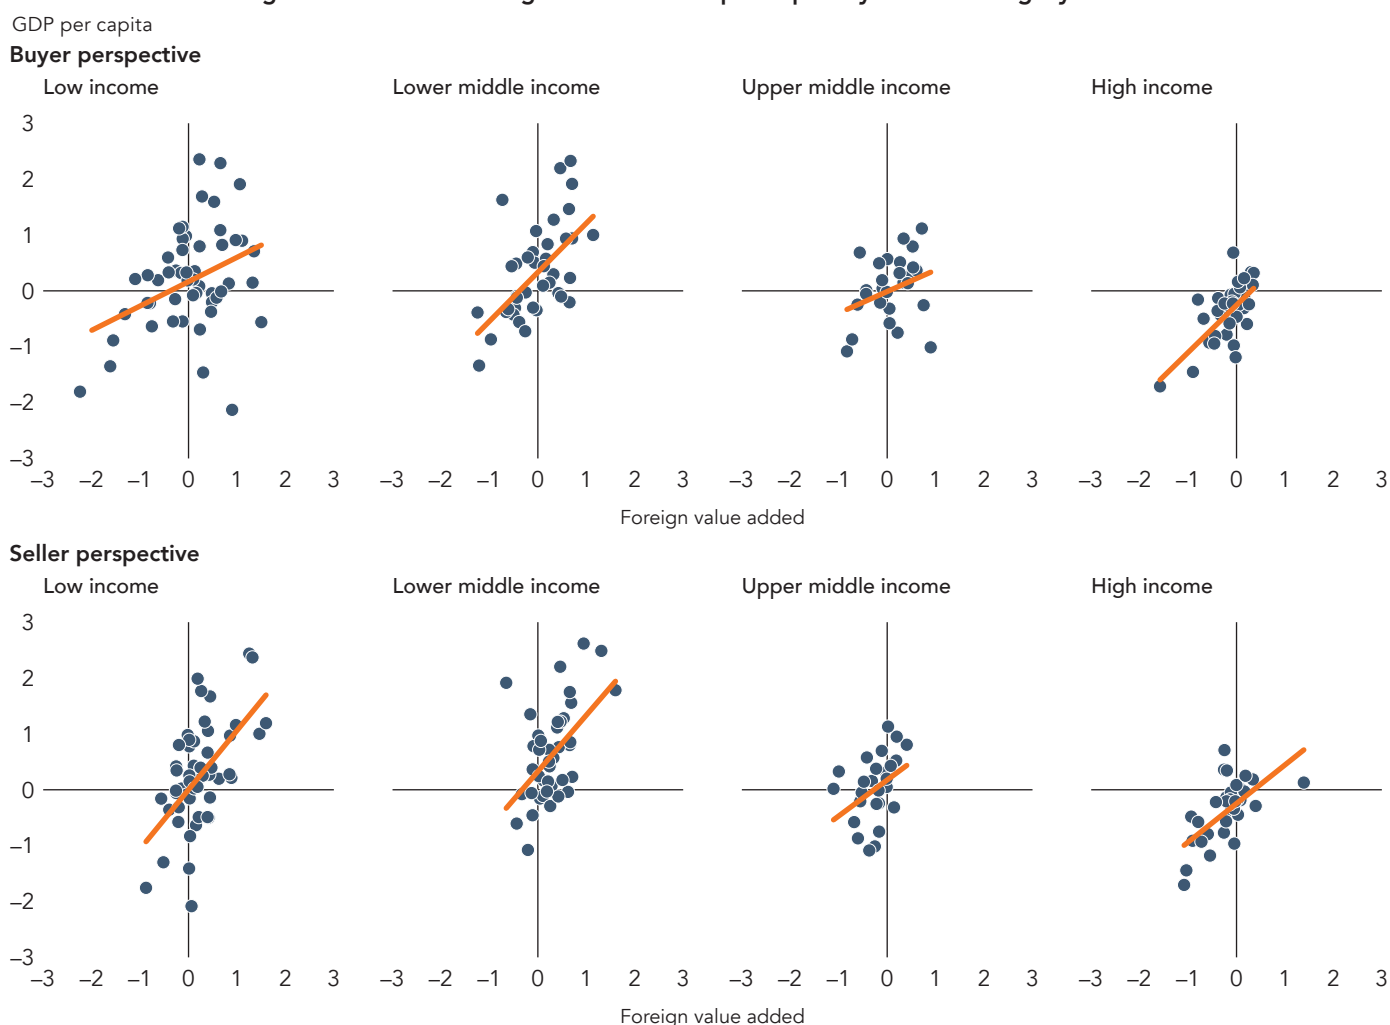 GDP per capita
Buyer perspective
Low income Lower middle income Upper middle income High income
3
2
1
0
–1
–2
–3
–3 –2 –1 0 1 2 3 –3 –2 –1 0 1 2 3 –3 –2 –1 0 1 2 3 –3 –2 –1 0 1 2 3
Foreign value added
Seller perspective
Low income Lower middle income Upper middle income High income
3
2
1
0
–1
–2
–3
–3 –2 –1 0 1 2 3 –3 –2 –1 0 1 2 3 –3 –2 –1 0 1 2 3 –3 –2 –1 0 1 2 3
Foreign value added